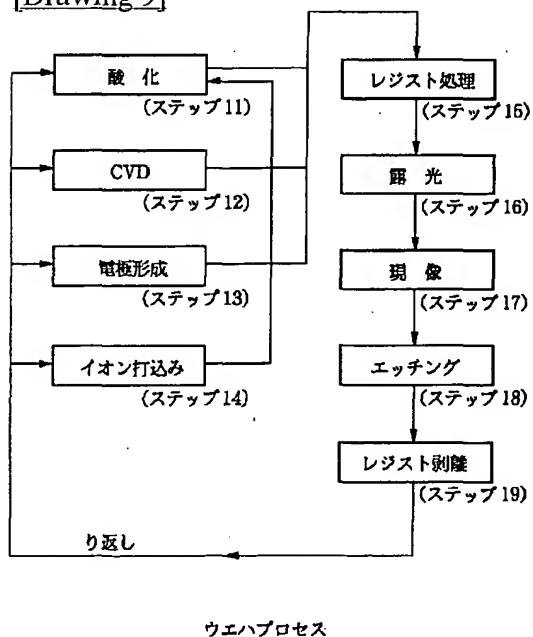 [Drawing 9]
酸 化
(ステップ11)
CVD
(ステップ12)
電極形成
(ステップ13)
イオン打込み
(ステップ14)
レジスト処理
(ステップ15)
露 光
(ステップ16)
現 像
(ステップ17)
エッチング
(ステップ18)
レジスト剥離
(ステップ19)
り返し
ウエハプロセス